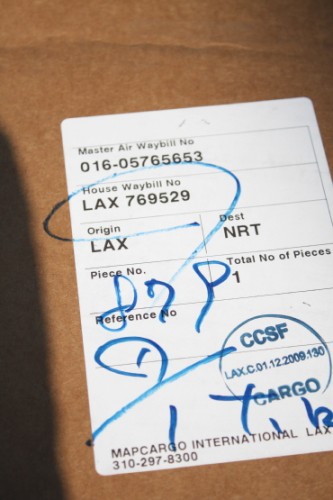 Master Air Waybill No
016-05765653
House Waybill No
LAX 769529
Origin
LAX
Dest
NRT
Piece No.
Total No of Pieces
1
Reference No
CCSF
LAX.C.01.12.2009.130
CARGO
MAPCARGO INTERNATIONAL LAX
310-297-8300